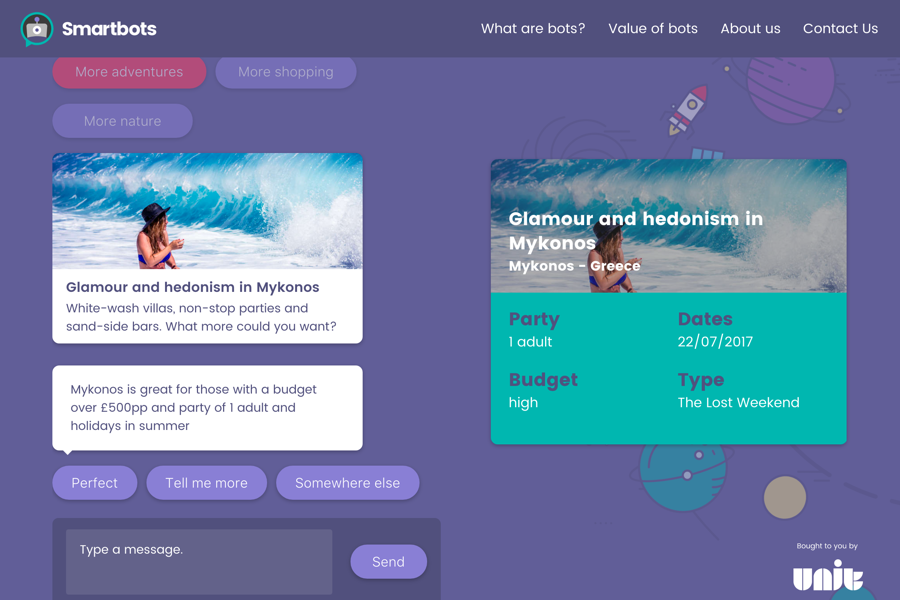 Smartbots
What are bots? Value of bots About us Contact Us
More adventures More shopping
More nature
Glamour and hedonism in Mykonos
White-wash villas, non-stop parties and
sand-side bars. What more could you want?
Mykonos is great for those with a budget
over £500pp and party of 1 adult and
holidays in summer
Perfect Tell me more Somewhere else
Type a message.
Send
Glamour and hedonism in
Mykonos
Mykonos - Greece
Party Dates
1 adult 22/07/2017
Budget Type
high The Lost Weekend
Bought to you by
unit